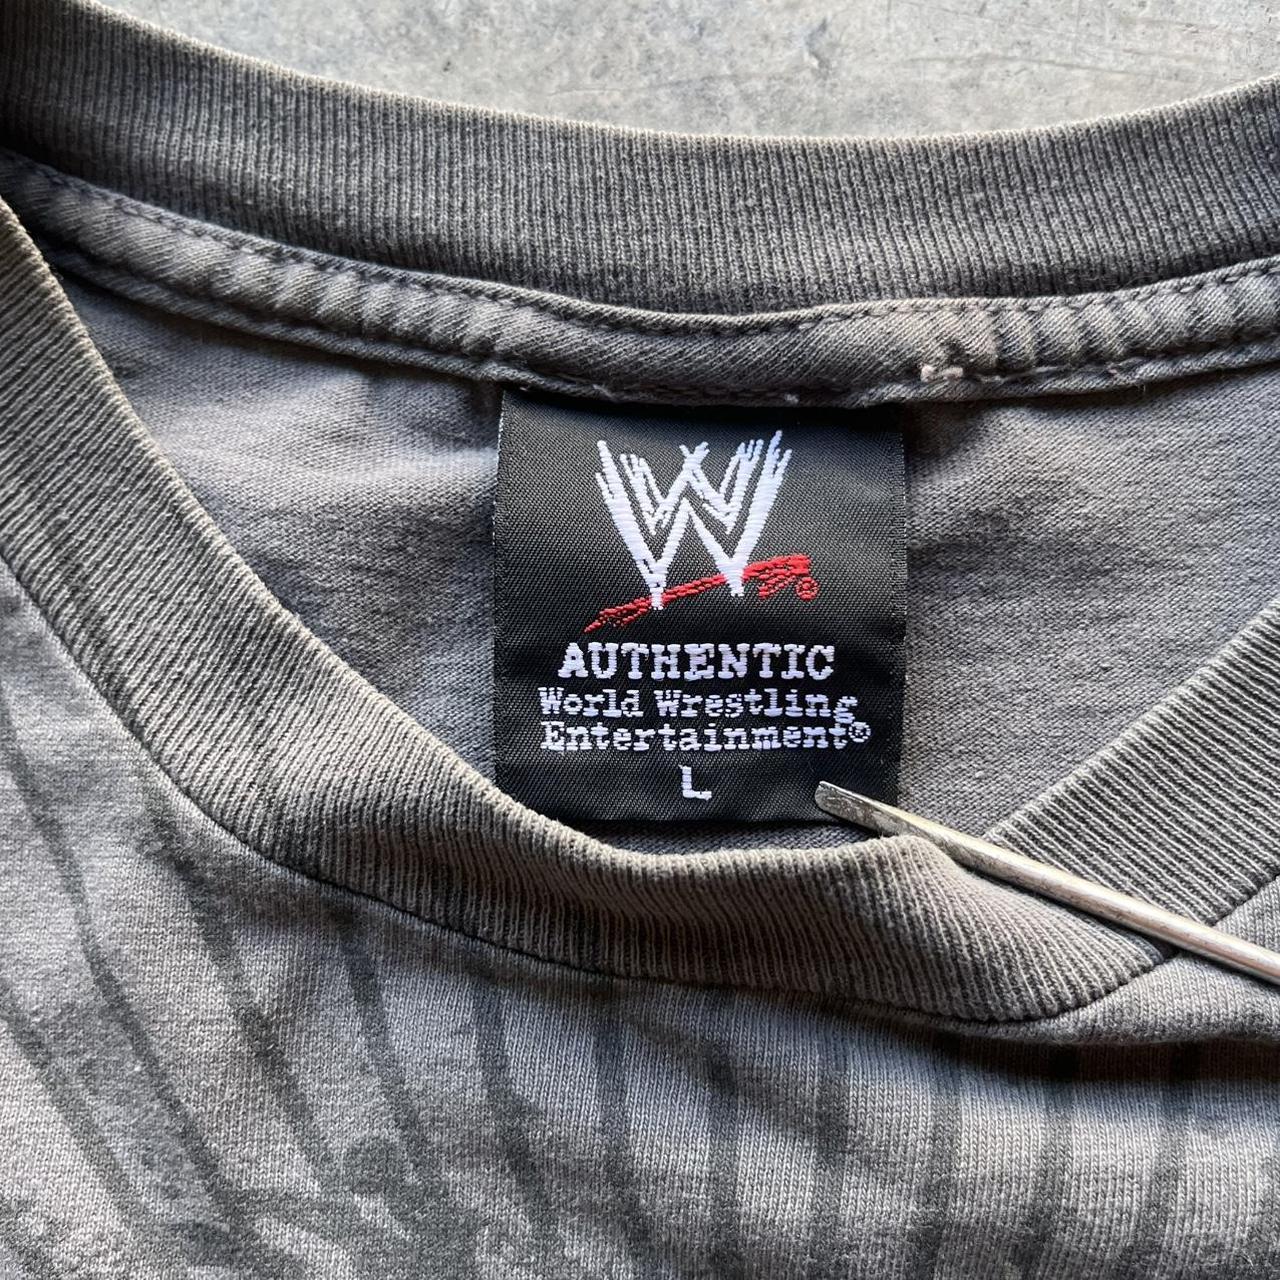 W
AUTHENTIC
World Wrestling
Entertainment®
L